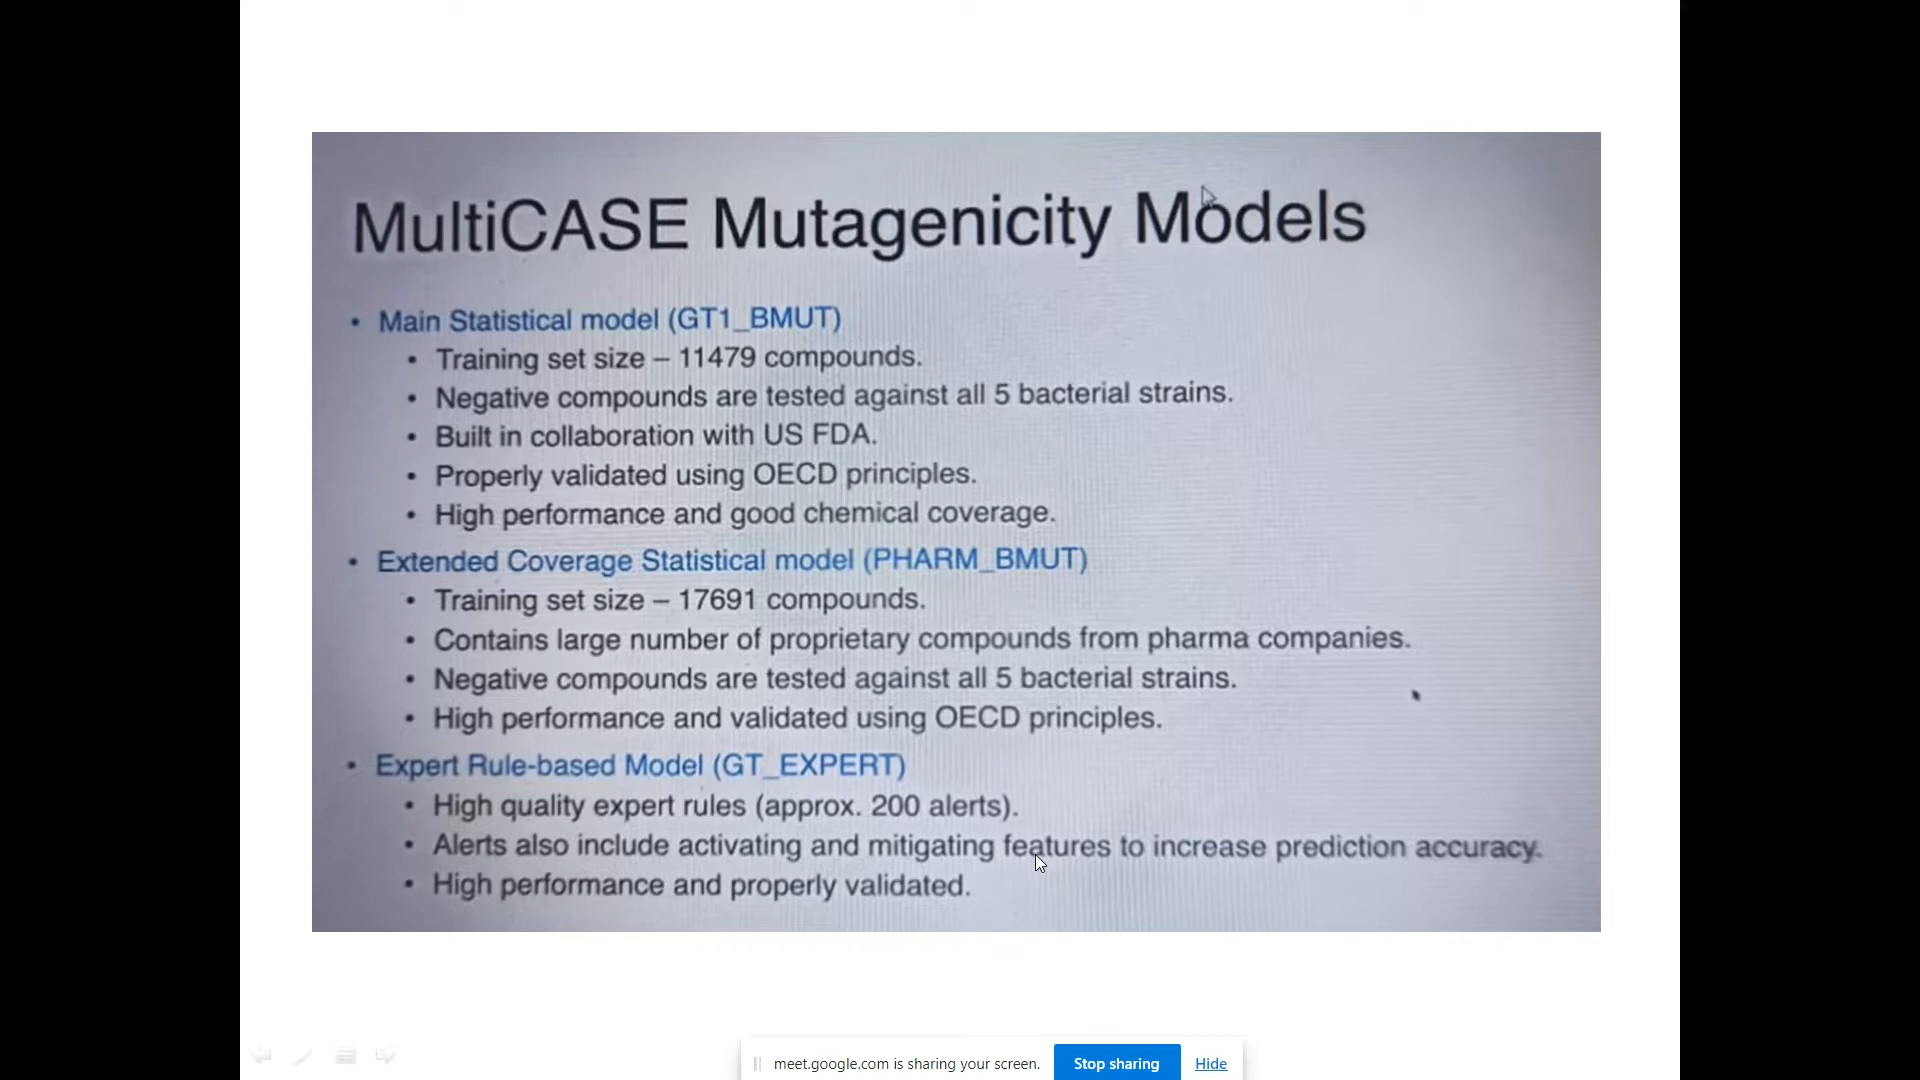 MultiCASE Mutagenicity Models
• Main Statistical model (GT1_BMUT)
• Training set size – 11479 compounds.
• Negative compounds are tested against all 5 bacterial strains.
• Built in collaboration with US FDA.
• Properly validated using OECD principles.
• High performance and good chemical coverage.
• Extended Coverage Statistical model (PHARM_BMUT)
• Training set size – 17691 compounds.
• Contains large number of proprietary compounds from pharma companies.
• Negative compounds are tested against all 5 bacterial strains.
• High performance and validated using OECD principles.
• Expert Rule-based Model (GT_EXPERT)
• High quality expert rules (approx. 200 alerts).
• Alerts also include activating and mitigating features to increase prediction accuracy.
• High performance and properly validated.
meet.google.com is sharing your screen. Stop sharing Hide